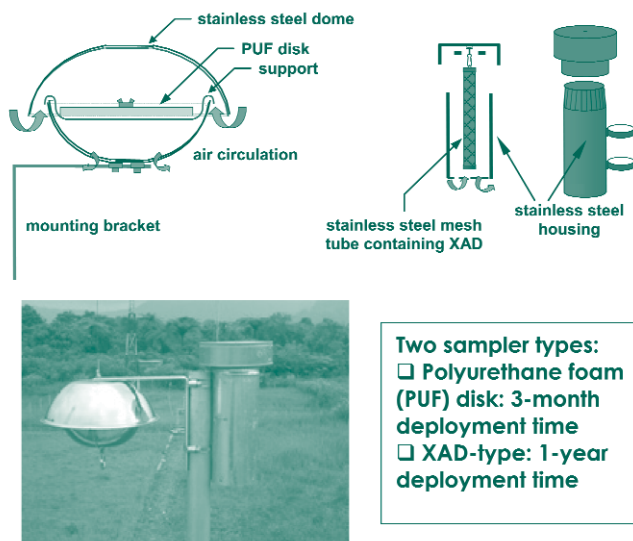 stainless steel dome
PUF disk
support
air circulation
mounting bracket
stainless steel mesh
tube containing XAD
stainless steel
housing
Two sampler types:
☐ Polyurethane foam
(PUF) disk: 3-month
deployment time
☐ XAD-type: 1-year
deployment time